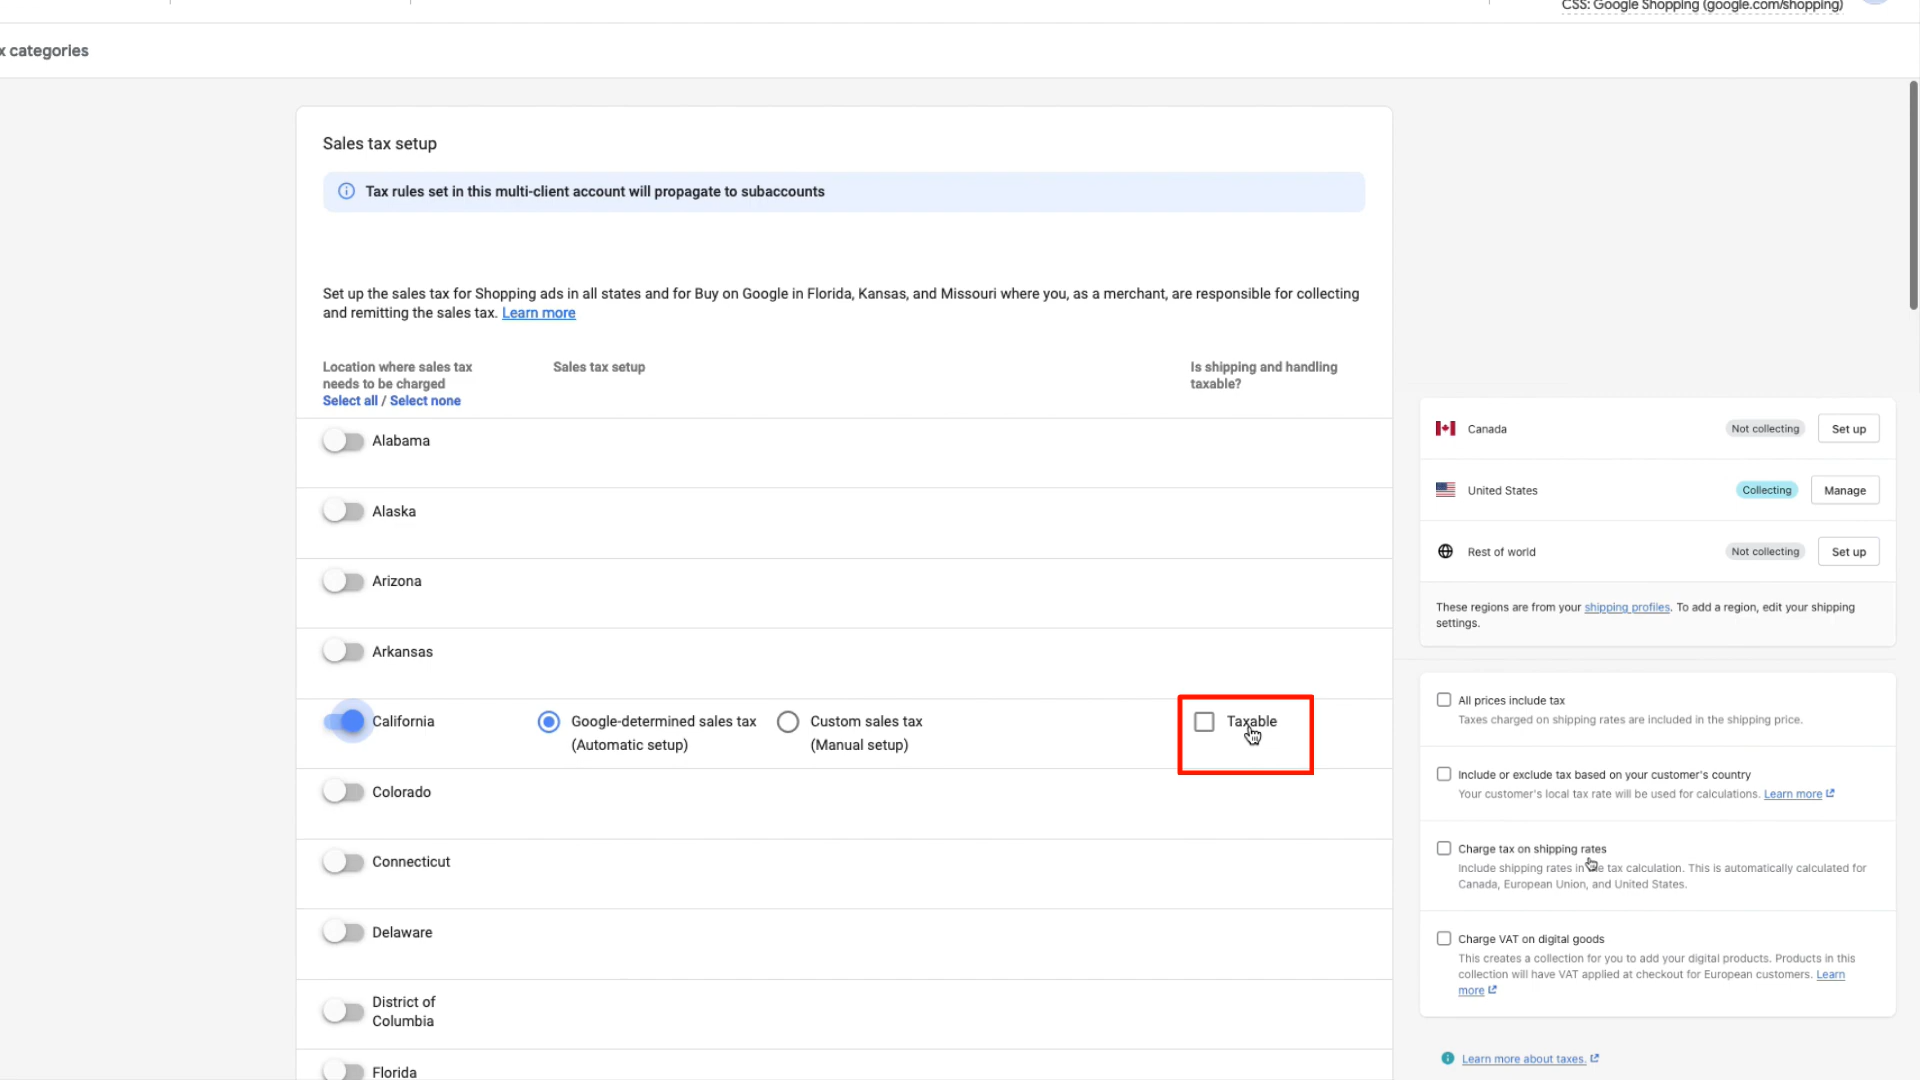 CSS: Google Shopping (google.com/shopping)
x categories
Sales tax setup
Tax rules set in this multi-client account will propagate to subaccounts
Set up the sales tax for Shopping ads in all states and for Buy on Google in Florida, Kansas, and Missouri where you, as a merchant, are responsible for collecting
and remitting the sales tax. Learn more
Location where sales tax
needs to be charged
Select all / Select none
Sales tax setup
Is shipping and handling
taxable?
Alabama
Alaska
Arizona
Arkansas
California
Google-determined sales tax
(Automatic setup)
Custom sales tax
(Manual setup)
Taxable
Colorado
Connecticut
Delaware
District of
Columbia
Florida
Canada
Not collecting
Set up
United States
Collecting
Manage
Rest of world
Not collecting
Set up
These regions are from your shipping profiles. To add a region, edit your shipping
settings.
All prices include tax
Taxes charged on shipping rates are included in the shipping price.
Include or exclude tax based on your customer's country
Your customer's local tax rate will be used for calculations. Learn more
Charge tax on shipping rates
Include shipping rates in the tax calculation. This is automatically calculated for
Canada, European Union, and United States.
Charge VAT on digital goods
This creates a collection for you to add your digital products. Products in this
collection will have VAT applied at checkout for European customers. Learn
more
Learn more about taxes.